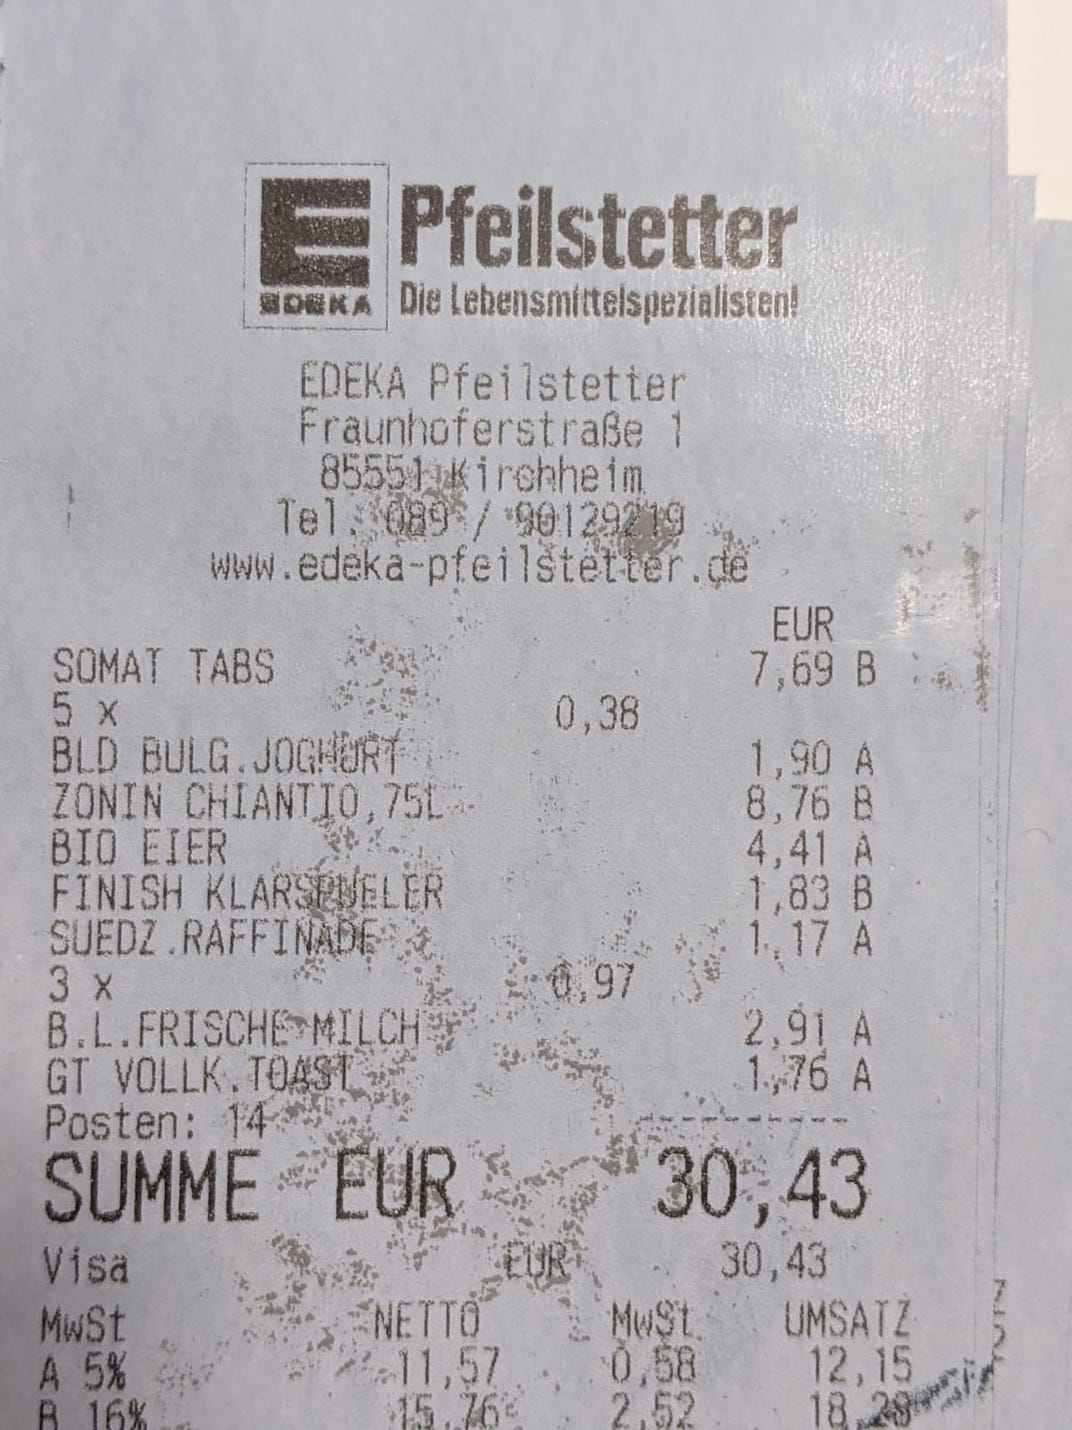 EDEKA
Pfeilstetter
Die Lebensmittelspezialisten!
EDEKA Pfeilstetter
Fraunhoferstraße 1
85551 Kirchheim
Tel. 089 / 90129219
www.edeka-pfeilstetter.de
EUR
SOMAT TABS 7,69 B
5 x 0,38
BLD BULG.JOGHURT 1,90 A
ZONIN CHIANTI0,75L 8,76 B
BIO EIER 4,41 A
FINISH KLARSPUELER 1,83 B
SUEDZ.RAFFINADE 1,17 A
3 x 0,97
B.L.FRISCHE MILCH 2,91 A
GT VOLLK.TOAST 1,76 A
Posten: 14 ----------
SUMME EUR 30,43
Visa EUR 30,43
MwSt NETTO MwSt UMSATZ
A 5% 11,57 0,58 12,15
B 16% 15,76 2,52 18,28